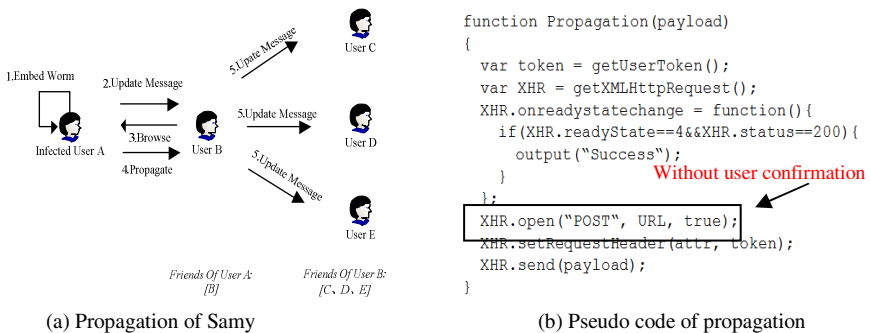 1.Embed Worm
Infected User A
2.Update Message
3.Browse
4.Propagate
User B
5.Upate Message
User C
5.Update Message
User D
5.Update Message
User E
Friends Of User A:
[B]
Friends Of User B:
[C、D、E]
(a) Propagation of Samy
function Propagation(payload)
{
var token = getUserToken();
var XHR = getXMLHttpRequest();
XHR.onreadystatechange = function(){
if(XHR.readyState==4&&XHR.status==200){
output(“Success“);
}
Without user confirmation
};
XHR.open(“POST“, URL, true);
XHR.setRequestHeader(attr, token);
XHR.send(payload);
}
(b) Pseudo code of propagation